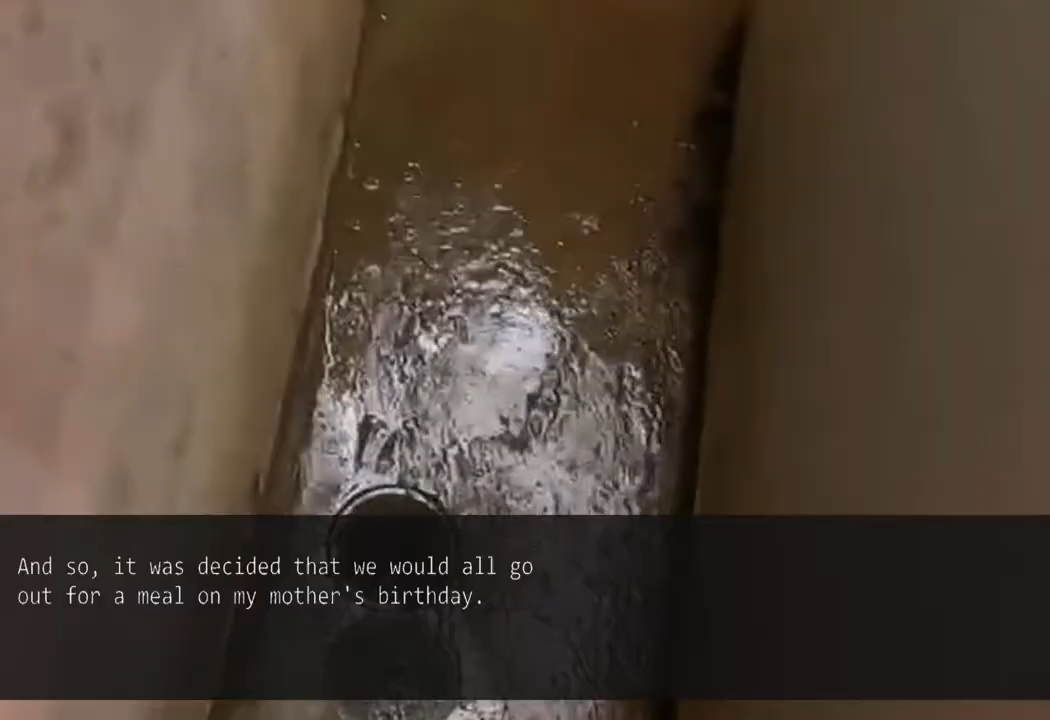 And so, it was decided that we would all go
out for a meal on my mother's birthday.